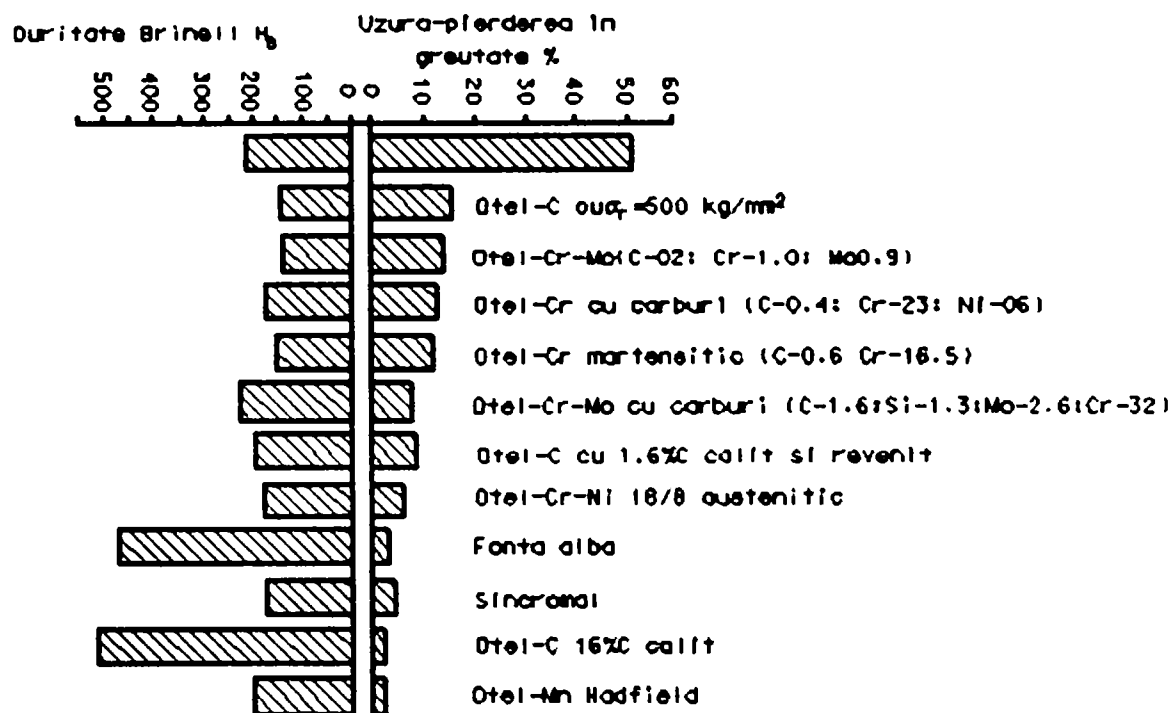 Duritate Brinell HB
Uzura-pierderea in
greutate %
500 400 300 200 100 0 0 10 20 30 40 50 60
Otel-C cu σr=500 kg/mm²
Otel-Cr-Mo(C-02: Cr-1.0: Mo0.9)
Otel-Cr cu carburi (C-0.4: Cr-23: Ni-06)
Otel-Cr martensitic (C-0.6 Cr-16.5)
Otel-Cr-Mo cu carburi (C-1.6:Si-1.3:Mo-2.6:Cr-32)
Otel-C cu 1.6%C calit si revenit
Otel-Cr-Ni 18/8 austenitic
Fonta alba
Sincromal
Otel-C 16%C calit
Otel-Mn Hadfield